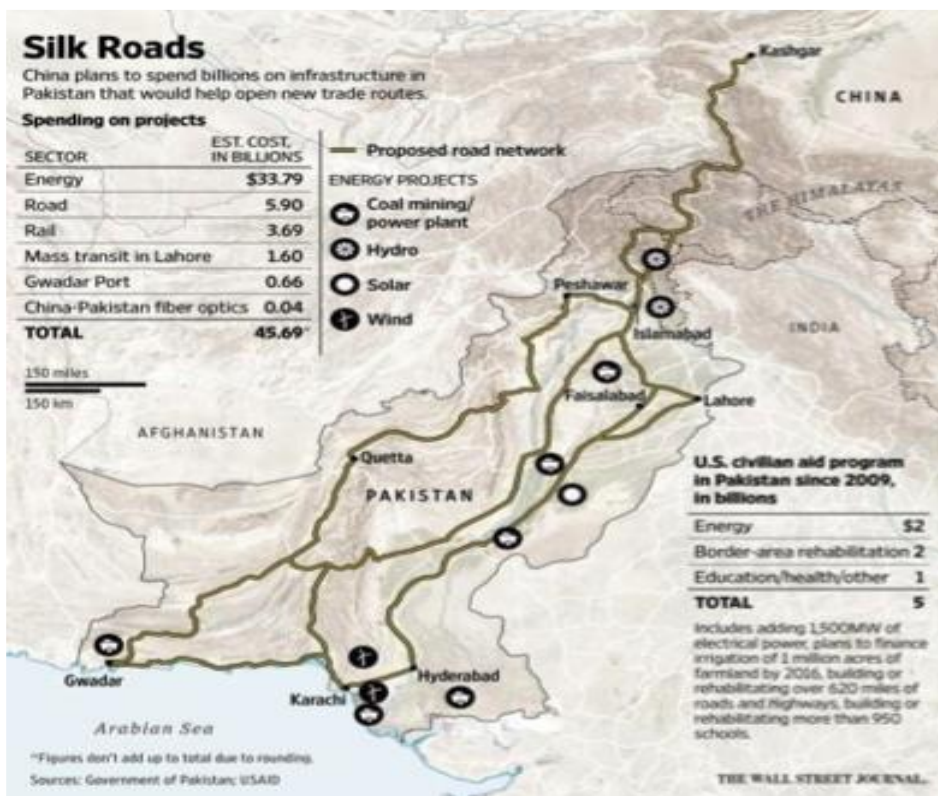 Silk Roads
China plans to spend billions on infrastructure in
Pakistan that would help open new trade routes.
Spending on projects
SECTOR EST. COST, IN BILLIONS
Energy $33.79
Road 5.90
Rail 3.69
Mass transit in Lahore 1.60
Gwadar Port 0.66
China-Pakistan fiber optics 0.04
TOTAL 45.69*
150 miles
150 km
Proposed road network
ENERGY PROJECTS
Coal mining/
power plant
Hydro
Solar
Wind
Kashgar
CHINA
THE HIMALAYAS
Peshawar
Islamabad
INDIA
Faisalabad
Lahore
AFGHANISTAN
Quetta
PAKISTAN
Gwadar
Karachi
Hyderabad
Arabian Sea
U.S. civilian aid program
in Pakistan since 2009,
in billions
Energy $2
Border-area rehabilitation 2
Education/health/other 1
TOTAL 5
Includes adding 1,500MW of
electrical power, plans to finance
irrigation of 1 million acres of
farmland by 2016, building or
rehabilitating over 620 miles of
roads and highways, building or
rehabilitating more than 950
schools.
*Figures don't add up to total due to rounding.
Sources: Government of Pakistan; USAID
THE WALL STREET JOURNAL.